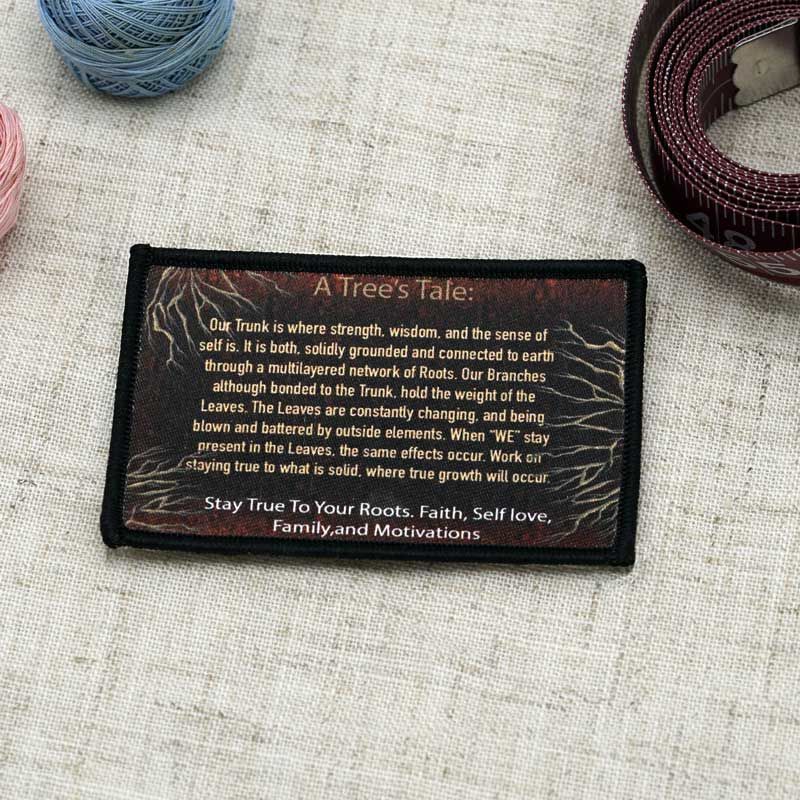 A Tree's Tale:
Our Trunk is where strength, wisdom, and the sense of
self is. It is both, solidly grounded and connected to earth
through a multilayered network of Roots. Our Branches
although bonded to the Trunk, hold the weight of the
Leaves. The Leaves are constantly changing, and being
blown and battered by outside elements. When "WE" stay
present in the Leaves, the same effects occur. Work on
staying true to what is solid, where true growth will occur.
Stay True To Your Roots. Faith, Self love,
Family,and Motivations
48